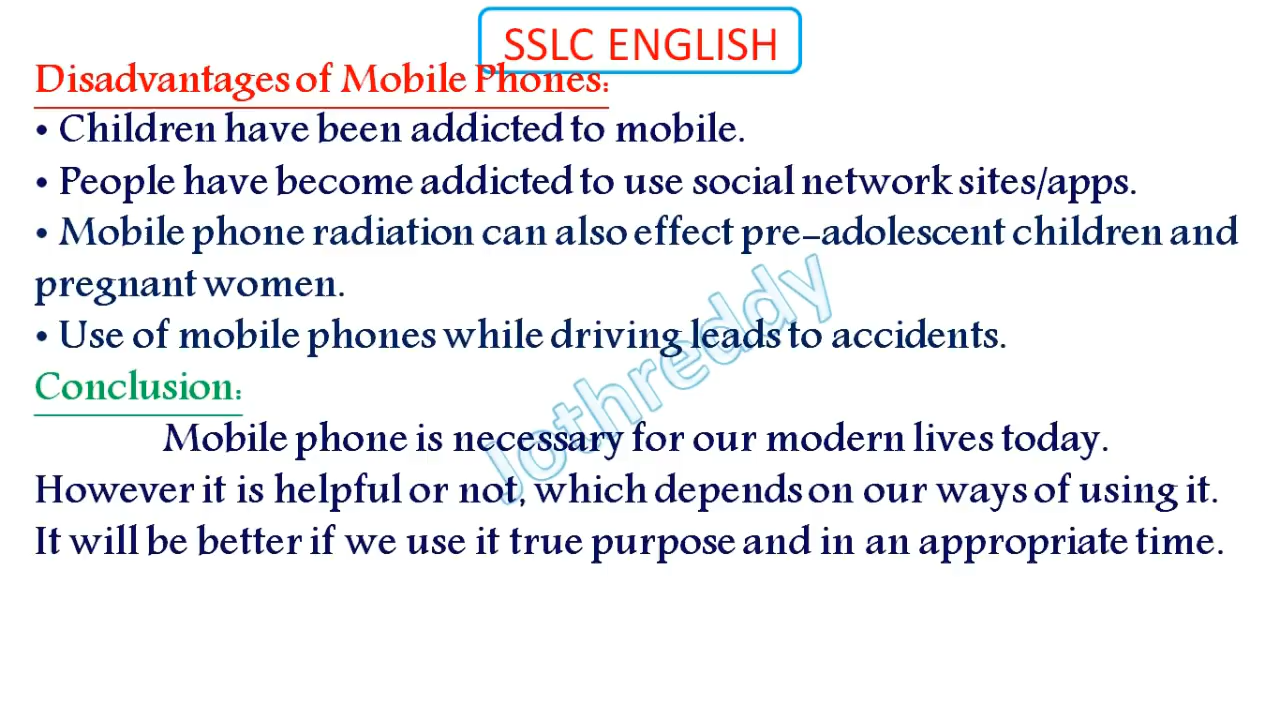 SSLC ENGLISH
Disadvantages of Mobile Phones:
• Children have been addicted to mobile.
• People have become addicted to use social network sites/apps.
• Mobile phone radiation can also effect pre-adolescent children and
pregnant women.
• Use of mobile phones while driving leads to accidents.
Conclusion:
Mobile phone is necessary for our modern lives today.
However it is helpful or not, which depends on our ways of using it.
It will be better if we use it true purpose and in an appropriate time.
Jothreddy